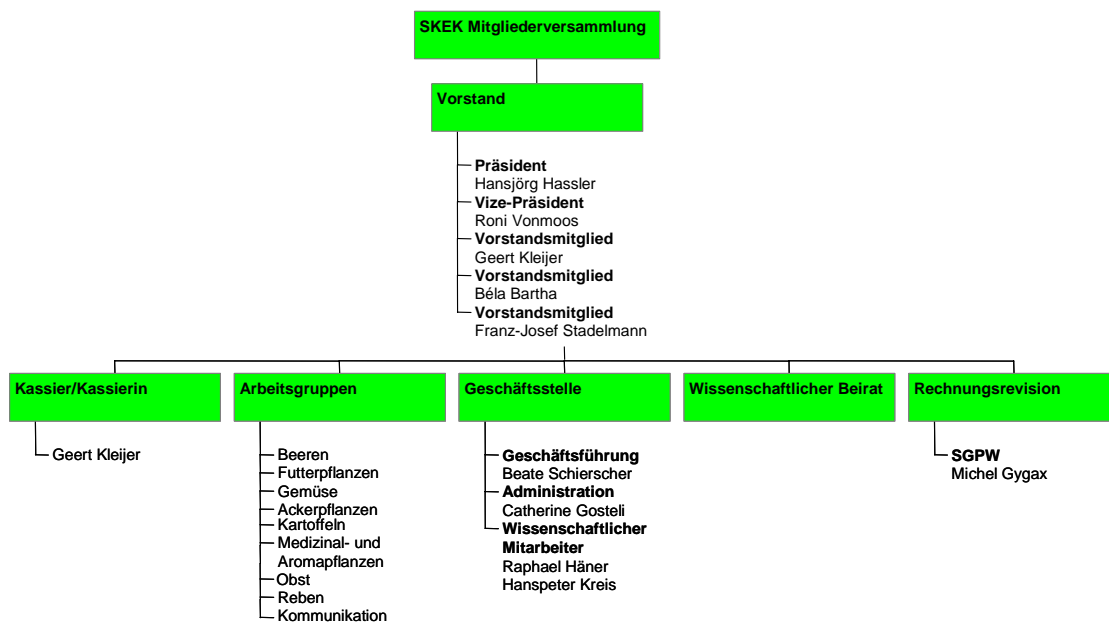 SKEK Mitgliederversammlung
Vorstand
Präsident
Hansjörg Hassler
Vize-Präsident
Roni Vonmoos
Vorstandsmitglied
Geert Kleijer
Vorstandsmitglied
Béla Bartha
Vorstandsmitglied
Franz-Josef Stadelmann
Kassier/Kassierin
Geert Kleijer
Arbeitsgruppen
Beeren
Futterpflanzen
Gemüse
Ackerpflanzen
Kartoffeln
Medizinal- und
Aromapflanzen
Obst
Reben
Kommunikation
Geschäftsstelle
Geschäftsführung
Beate Schierscher
Administration
Catherine Gosteli
Wissenschaftlicher
Mitarbeiter
Raphael Häner
Hanspeter Kreis
Wissenschaftlicher Beirat
Rechnungsrevision
SGPW
Michel Gygax